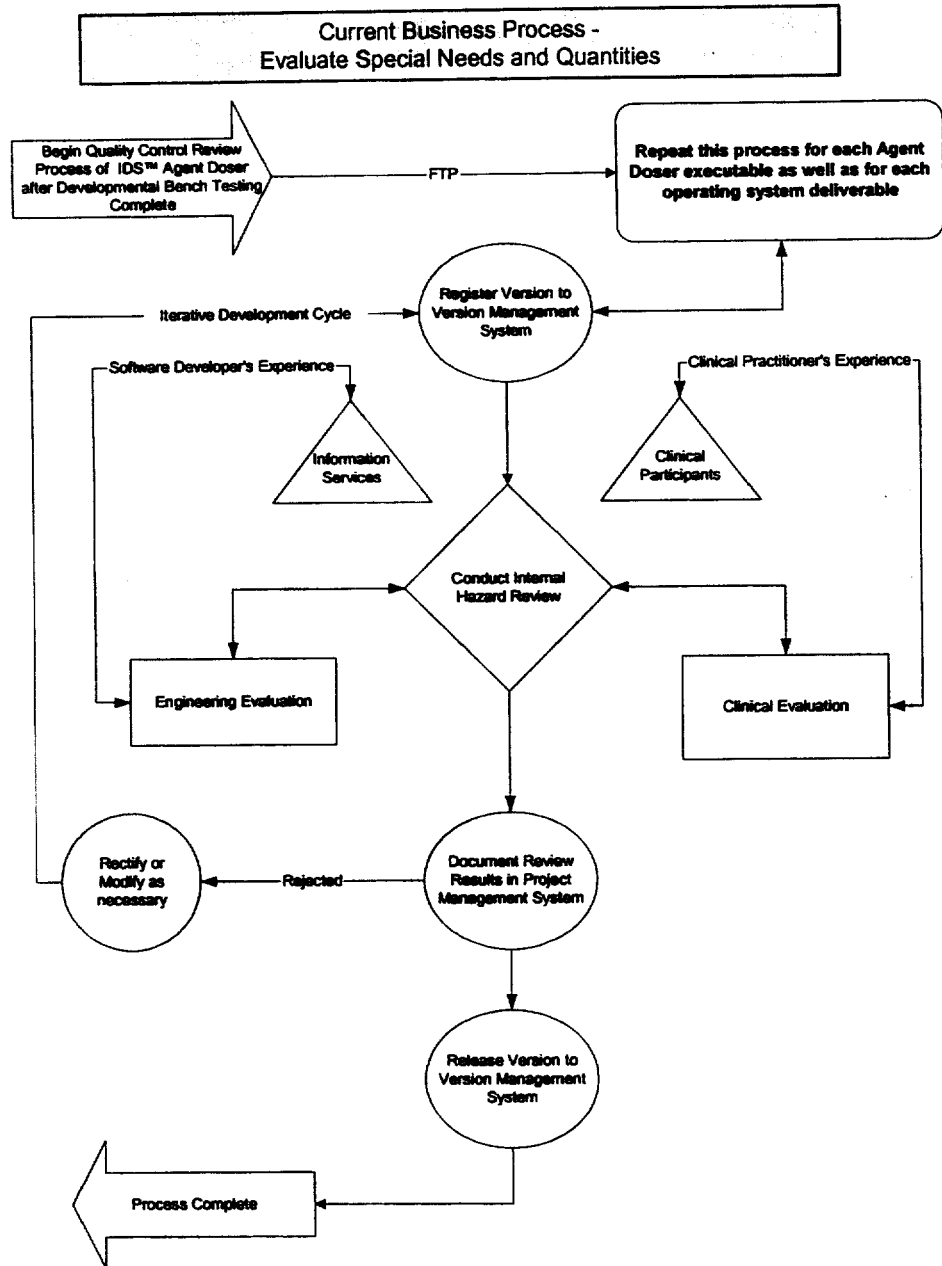 Current Business Process -
Evaluate Special Needs and Quantities
Begin Quality Control Review
Process of IDS™ Agent Doser
after Developmental Bench Testing
Complete
FTP
Repeat this process for each Agent
Doser executable as well as for each
operating system deliverable
Register Version to
Version Management
System
Iterative Development Cycle
Software Developer's Experience
Clinical Practitioner's Experience
Information
Services
Clinical
Participants
Conduct Internal
Hazard Review
Engineering Evaluation
Clinical Evaluation
Rectify or
Modify as
necessary
Rejected
Document Review
Results in Project
Management System
Release Version to
Version Management
System
Process Complete